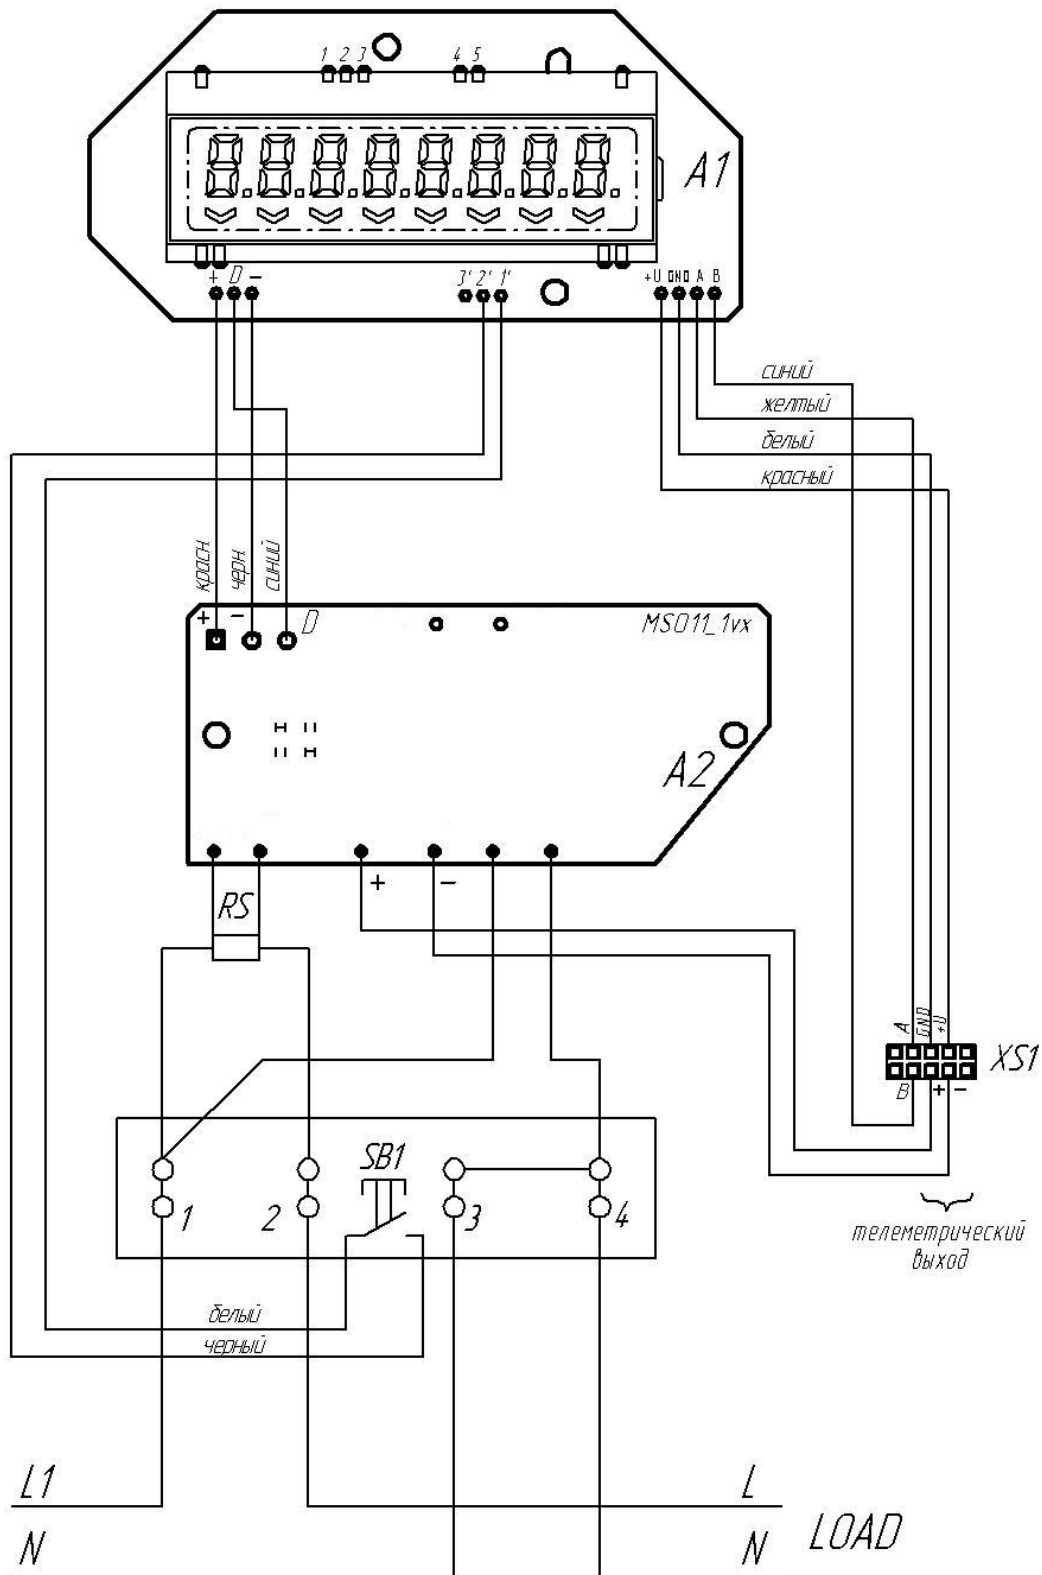 1 2 3
4 5
A1
+ D -
3' 2' 1'
+U GND A B
синий
желтый
белый
красный
красн.
черн.
синий
+ - D
MSO11_1vx
A2
+ -
RS
A GND +U
XS1
B + -
SB1
1 2 3 4
телеметрический
выход
белый
черный
L1 L
LOAD
N N